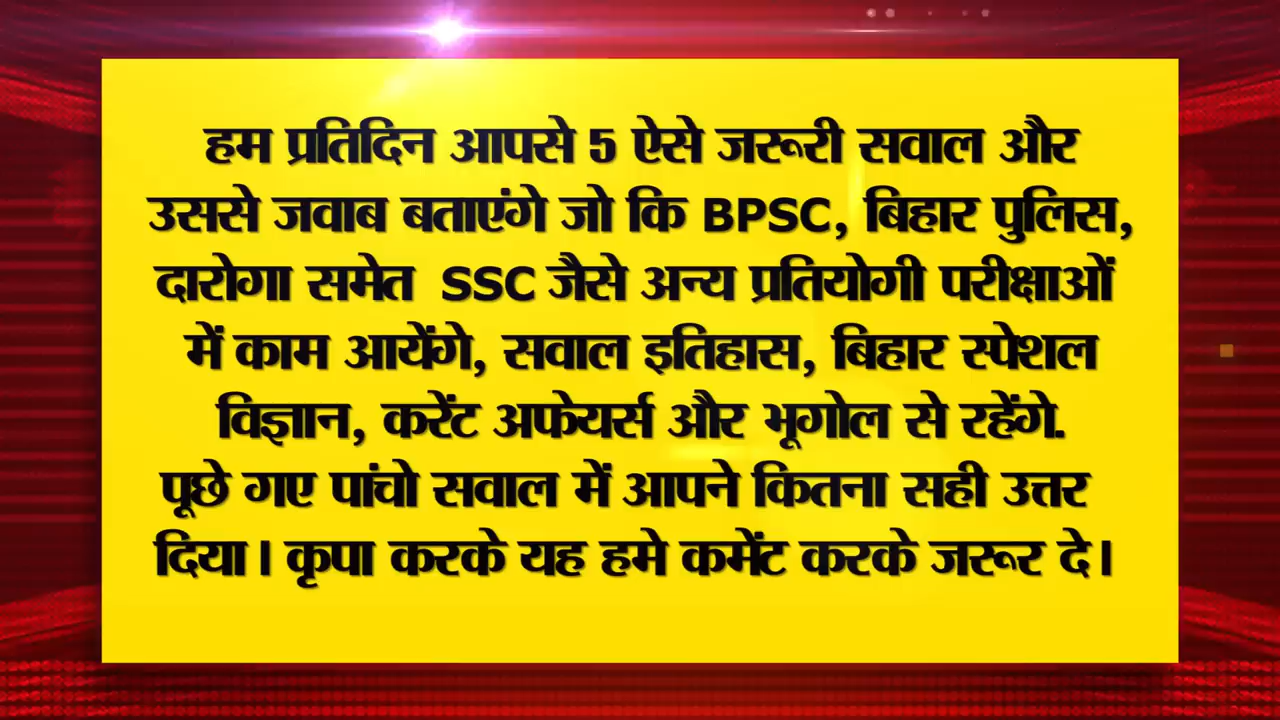 हम प्रतिदिन आपसे 5 ऐसे जरूरी सवाल और
उससे जवाब बताएंगे जो कि BPSC, बिहार पुलिस,
दारोगा समेत SSC जैसे अन्य प्रतियोगी परीक्षाओं
में काम आयेंगे, सवाल इतिहास, बिहार स्पेशल
विज्ञान, करेंट अफेयर्स और भूगोल से रहेंगे.
पूछे गए पांचो सवाल में आपने कितना सही उत्तर
दिया। कृपा करके यह हमे कमेंट करके जरूर दे।